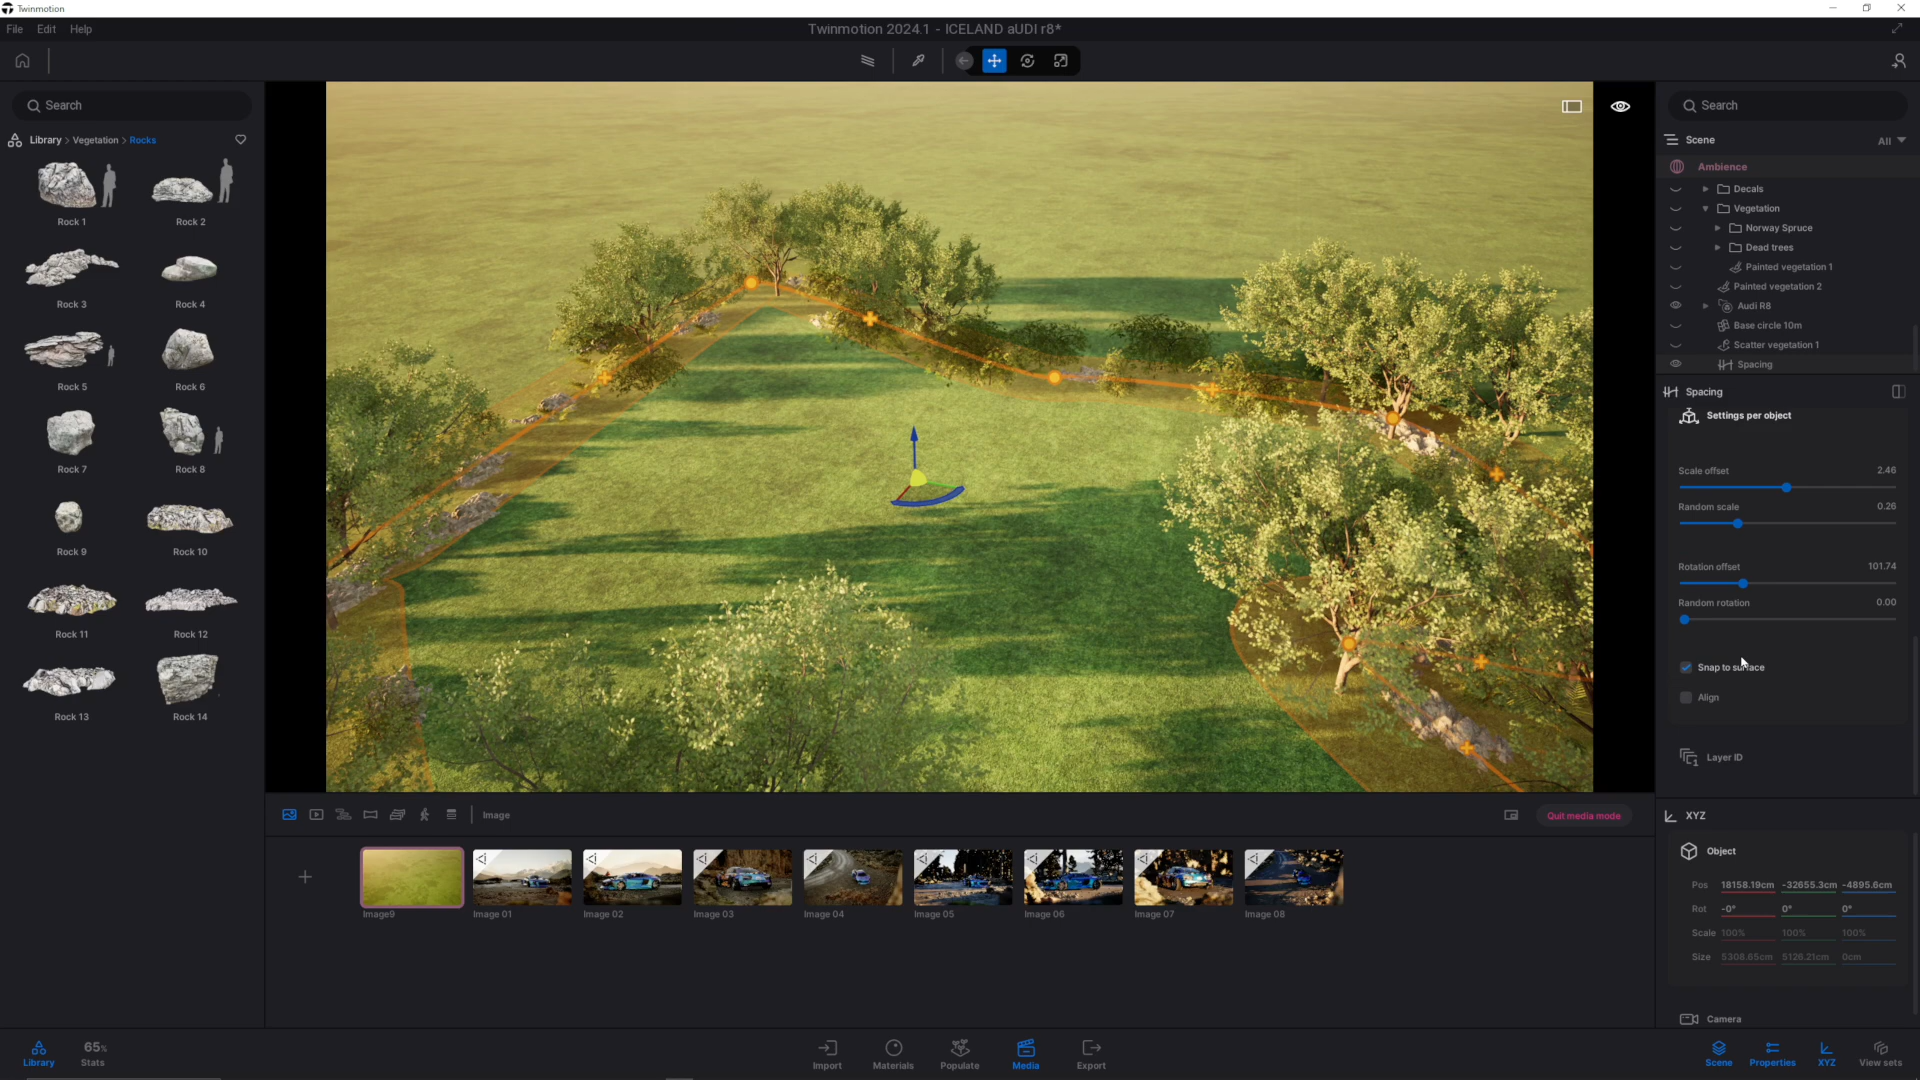 Twinmotion
File Edit Help
Twinmotion 2024.1 - ICELAND aUDI r8*
Search
Library > Vegetation > Rocks
Rock 1 Rock 2
Rock 3 Rock 4
Rock 5 Rock 6
Rock 7 Rock 8
Rock 9 Rock 10
Rock 11 Rock 12
Rock 13 Rock 14
Search
Scene All
Ambience
Decals
Vegetation
Norway Spruce
Dead trees
Painted vegetation 1
Painted vegetation 2
Audi R8
Base circle 10m
Scatter vegetation 1
Spacing
Spacing
Settings per object
Scale offset 2.46
Random scale 0.26
Rotation offset 101.74
Random rotation 0.00
Snap to surface
Align
Layer ID
XYZ
Object
Pos 18158.19cm -32655.3cm -4895.6cm
Rot -0° 0° 0°
Scale 100% 100% 100%
Size 5308.65cm 5126.21cm 0cm
Camera
Image
Quit media mode
Image9 Image 01 Image 02 Image 03 Image 04 Image 05 Image 06 Image 07 Image 08
Library
65%
Stats
Import Materials Populate Media Export
Scene Properties XYZ View sets